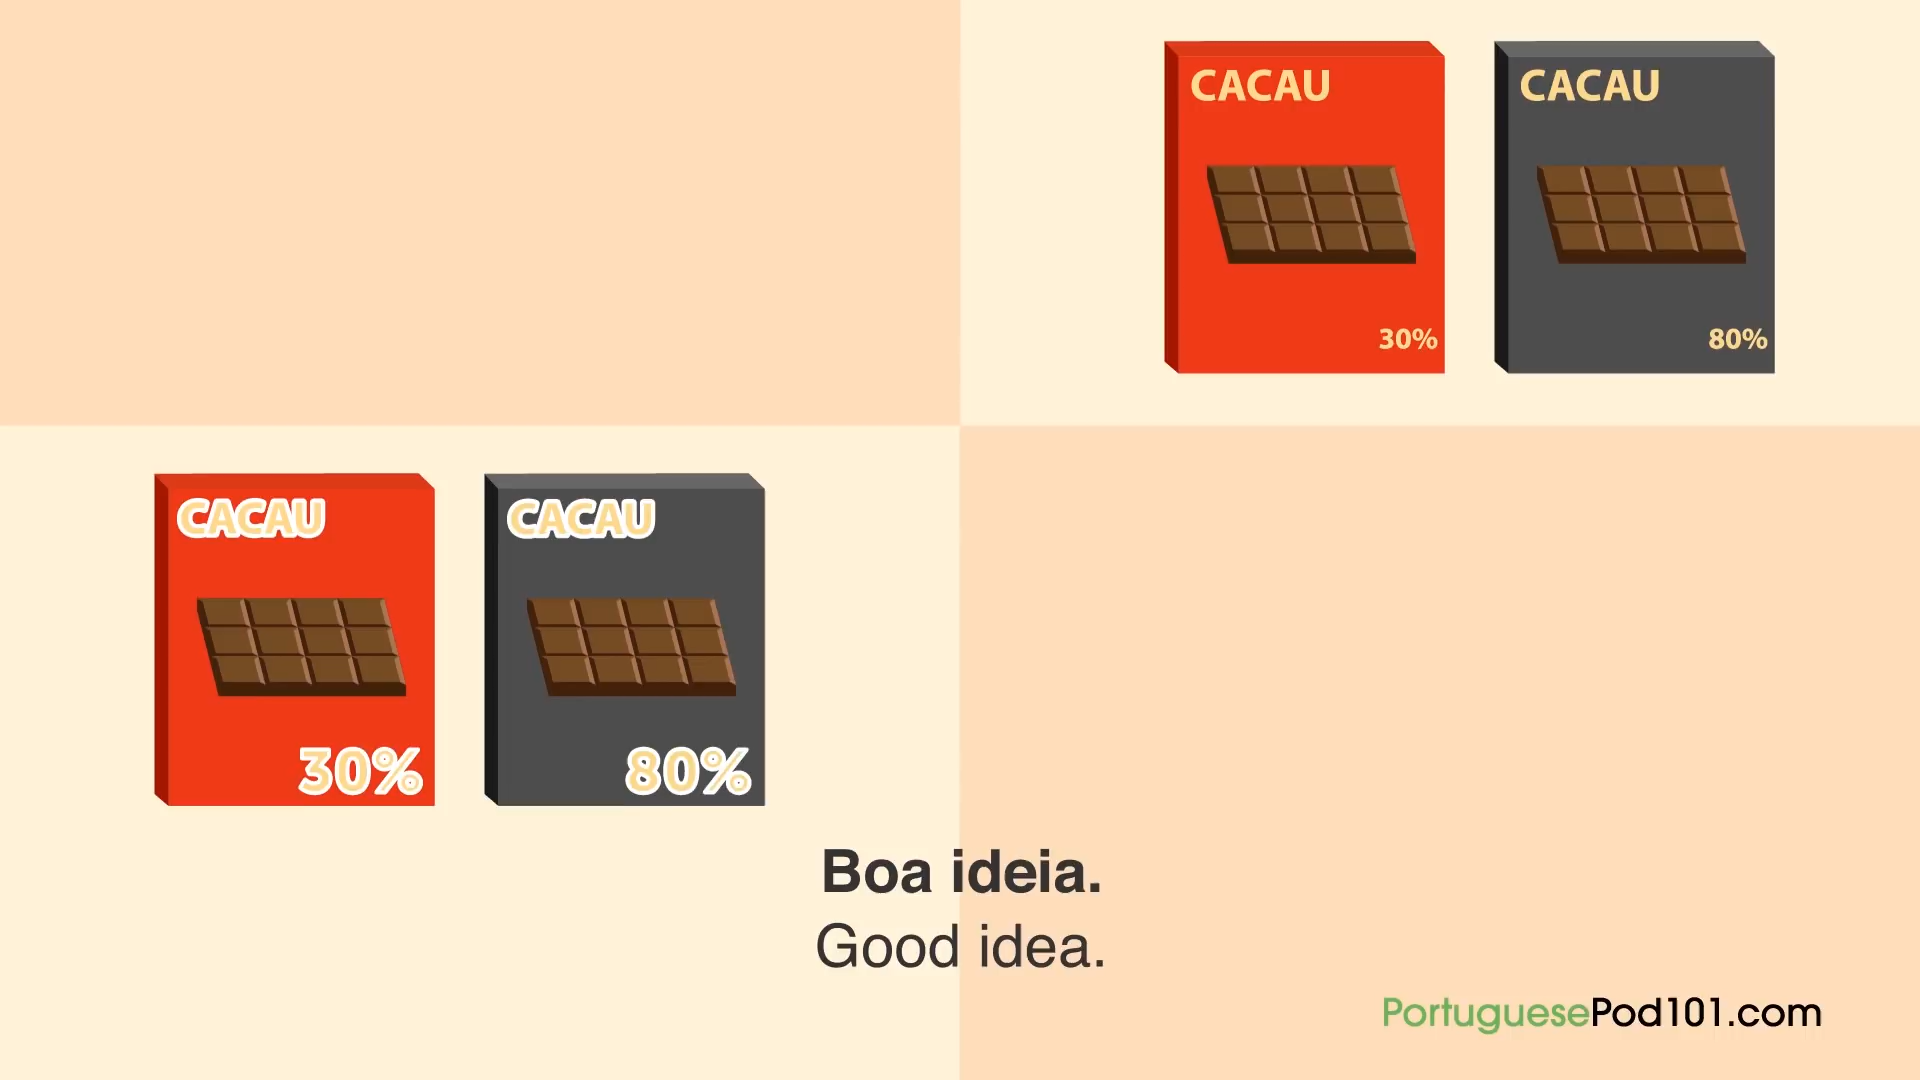 CACAU
CACAU
30%
80%
CACAU
CACAU
30%
80%
Boa ideia.
Good idea.
PortuguesePod101.com